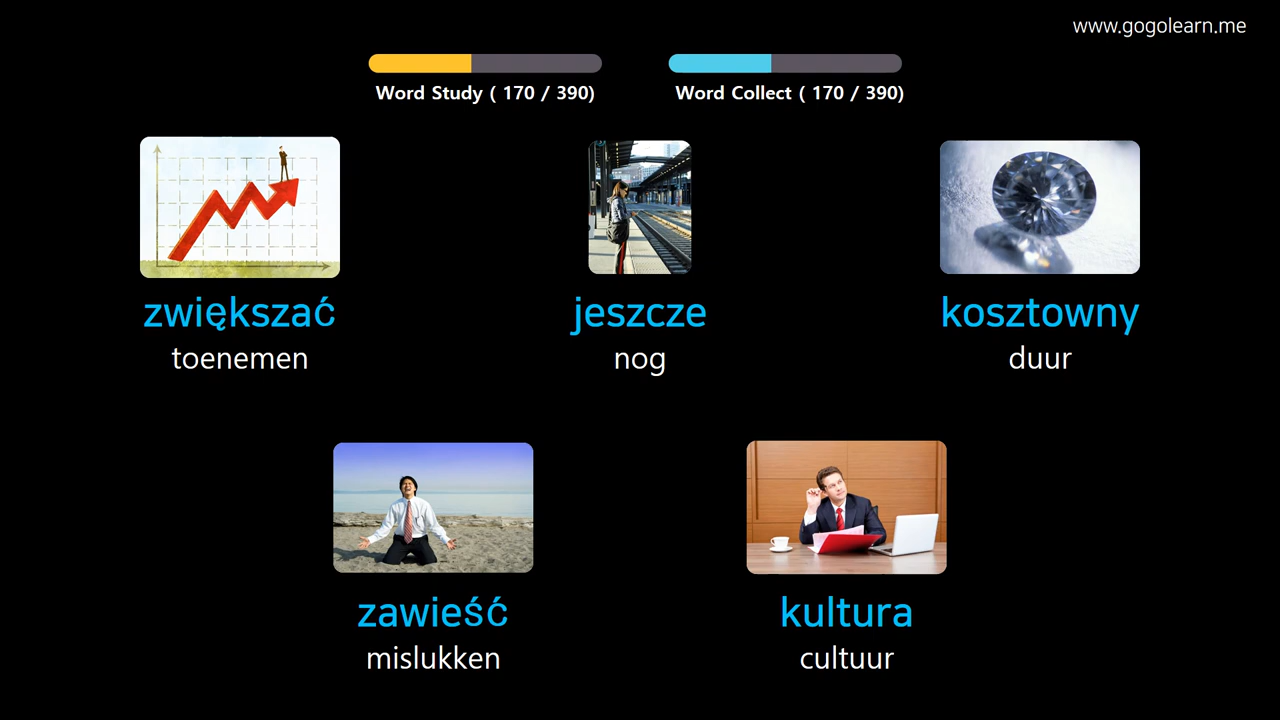 www.gogolearn.me
Word Study ( 170 / 390)
Word Collect ( 170 / 390)
zwiększać
toenemen
jeszcze
nog
kosztowny
duur
zawieść
mislukken
kultura
cultuur